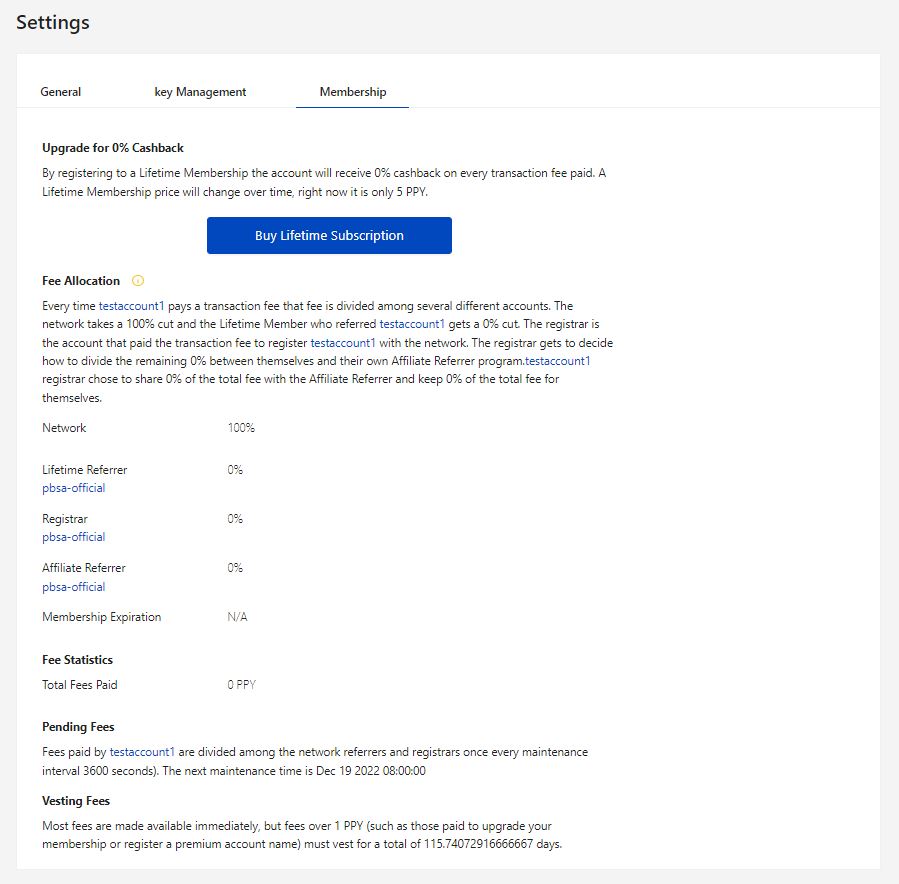 Settings
General key Management Membership
Upgrade for 0% Cashback
By registering to a Lifetime Membership the account will receive 0% cashback on every transaction fee paid. A
Lifetime Membership price will change over time, right now it is only 5 PPY.
Buy Lifetime Subscription
Fee Allocation
Every time testaccount1 pays a transaction fee that fee is divided among several different accounts. The
network takes a 100% cut and the Lifetime Member who referred testaccount1 gets a 0% cut. The registrar is
the account that paid the transaction fee to register testaccount1 with the network. The registrar gets to decide
how to divide the remaining 0% between themselves and their own Affiliate Referrer program.testaccount1
registrar chose to share 0% of the total fee with the Affiliate Referrer and keep 0% of the total fee for
themselves.
Network 100%
Lifetime Referrer 0%
pbsa-official
Registrar 0%
pbsa-official
Affiliate Referrer 0%
pbsa-official
Membership Expiration N/A
Fee Statistics
Total Fees Paid 0 PPY
Pending Fees
Fees paid by testaccount1 are divided among the network referrers and registrars once every maintenance
interval 3600 seconds). The next maintenance time is Dec 19 2022 08:00:00
Vesting Fees
Most fees are made available immediately, but fees over 1 PPY (such as those paid to upgrade your
membership or register a premium account name) must vest for a total of 115.74072916666667 days.